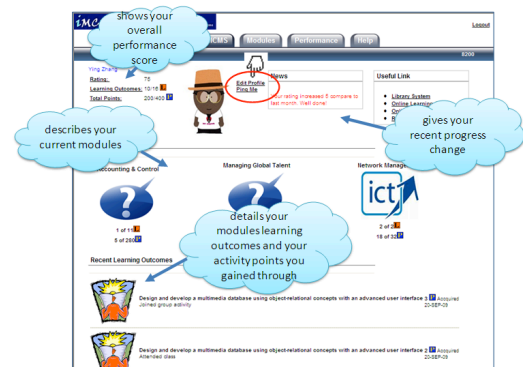 iMC
Logout
shows your
overall
performance
score
CMS
Modules
Performance
Help
8200
Ying Zhang
Rating: 75
Learning Outcomes: 10/16 L
Total Points: 200/400 P
Edit Profile
Ping Me
News
Your rating increased 5 compare to
last month. Well done!
Useful Link
Library System
Online Learning
gives your
recent progress
change
describes your
current modules
Accounting & Control
Managing Global Talent
Network Manag
ict
1 of 11 L
5 of 280 P
2 of 2 L
18 of 32 P
details your
modules learning
outcomes and your
activity points you
gained through
Recent Learning Outcomes
Design and develop a multimedia database using object-relational concepts with an advanced user interface 3 P Acquired
Joined group activity 20-SEP-09
Design and develop a multimedia database using object-relational concepts with an advanced user interface 2 P Acquired
Attended class 20-SEP-09